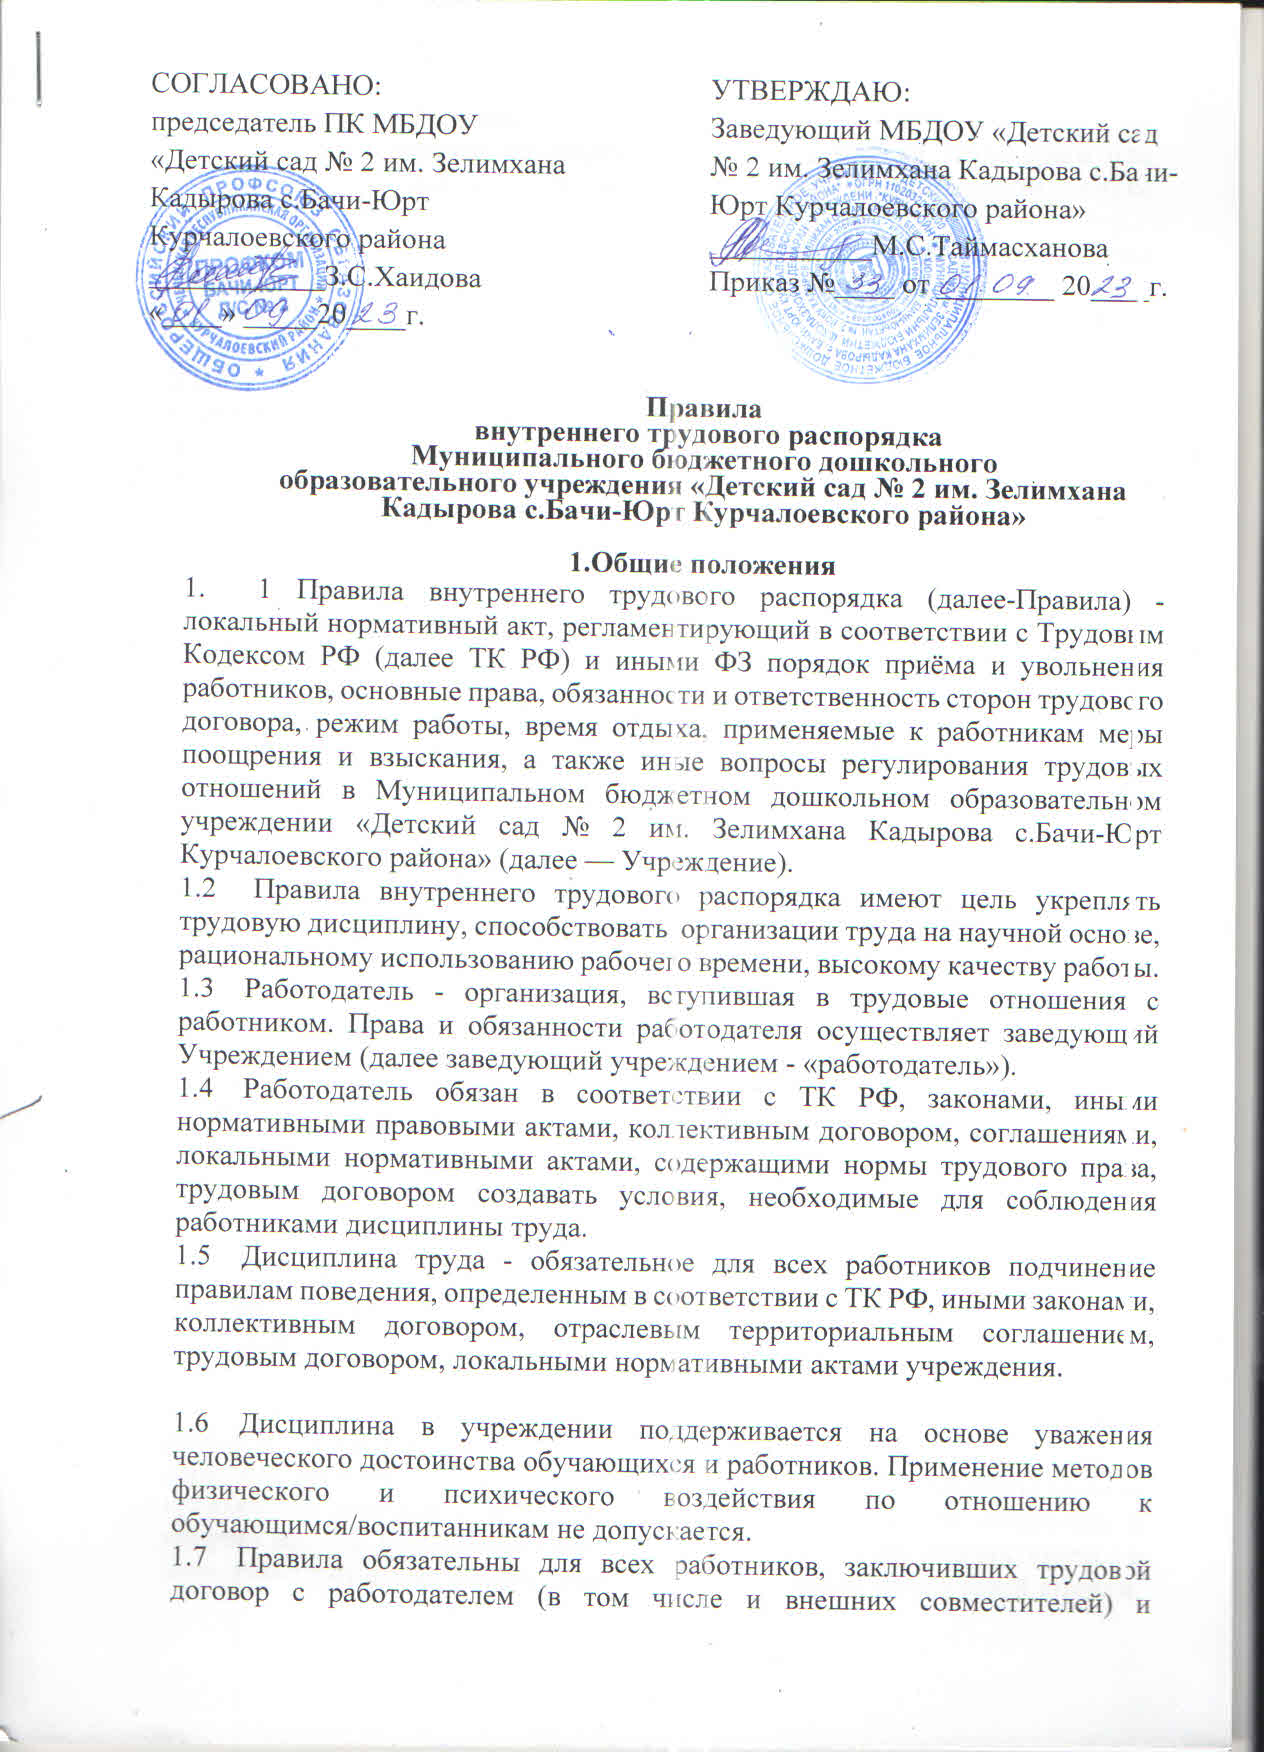 СОГЛАСОВАНО:
председатель ПК МБДОУ
«Детский сад № 2 им. Зелимхана
Кадырова с.Бачи-Юрт
Курчалоевского района
____________З.С.Хаидова
«01» 09 2023г.
УТВЕРЖДАЮ:
Заведующий МБДОУ «Детский сад
№ 2 им. Зелимхана Кадырова с.Бачи-
Юрт Курчалоевского района»
___________М.С.Таймасханова
Приказ № 33 от 01 09 2023 г.
ОБЩЕРОССИЙСКИЙ ПРОФСОЮЗ ОБРАЗОВАНИЯ
КУРЧАЛОЕВСКИЙ РАЙОН
ПРОФКОМ
БАЧИ-ЮРТ
Д/С №2
Правила
внутреннего трудового распорядка
Муниципального бюджетного дошкольного
образовательного учреждения «Детский сад № 2 им. Зелимхана
Кадырова с.Бачи-Юрт Курчалоевского района»
1.Общие положения
1. 1 Правила внутреннего трудового распорядка (далее-Правила) -
локальный нормативный акт, регламентирующий в соответствии с Трудовым
Кодексом РФ (далее ТК РФ) и иными ФЗ порядок приёма и увольнения
работников, основные права, обязанности и ответственность сторон трудового
договора, режим работы, время отдыха, применяемые к работникам меры
поощрения и взыскания, а также иные вопросы регулирования трудовых
отношений в Муниципальном бюджетном дошкольном образовательном
учреждении «Детский сад № 2 им. Зелимхана Кадырова с.Бачи-Юрт
Курчалоевского района» (далее — Учреждение).
1.2 Правила внутреннего трудового распорядка имеют цель укреплять
трудовую дисциплину, способствовать организации труда на научной основе,
рациональному использованию рабочего времени, высокому качеству работы.
1.3 Работодатель - организация, вступившая в трудовые отношения с
работником. Права и обязанности работодателя осуществляет заведующий
Учреждением (далее заведующий учреждением - «работодатель»).
1.4 Работодатель обязан в соответствии с ТК РФ, законами, иными
нормативными правовыми актами, коллективным договором, соглашениями,
локальными нормативными актами, содержащими нормы трудового права,
трудовым договором создавать условия, необходимые для соблюдения
работниками дисциплины труда.
1.5 Дисциплина труда - обязательное для всех работников подчинение
правилам поведения, определенным в соответствии с ТК РФ, иными законами,
коллективным договором, отраслевым территориальным соглашением,
трудовым договором, локальными нормативными актами учреждения.
1.6 Дисциплина в учреждении поддерживается на основе уважения
человеческого достоинства обучающихся и работников. Применение методов
физического и психического воздействия по отношению к
обучающимся/воспитанникам не допускается.
1.7 Правила обязательны для всех работников, заключивших трудовой
договор с работодателем (в том числе и внешних совместителей) и